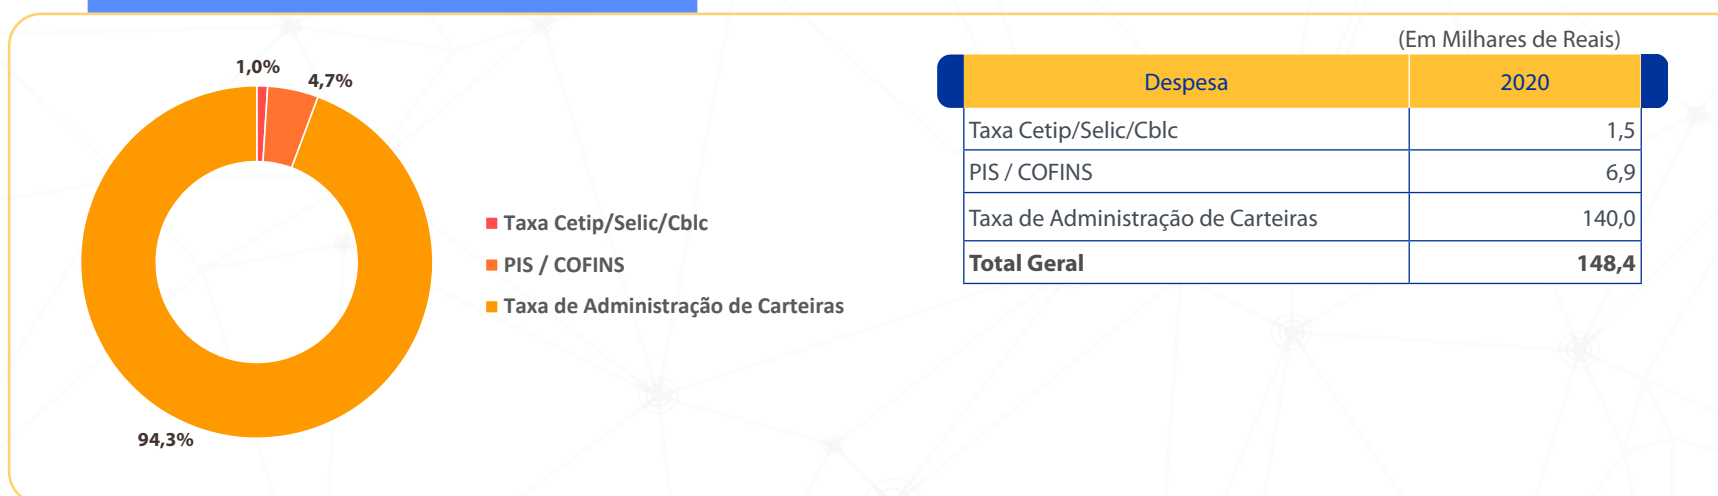 1,0%
4,7%
94,3%
Taxa Cetip/Selic/Cblc
PIS / COFINS
Taxa de Administração de Carteiras
(Em Milhares de Reais)
Despesa 2020
Taxa Cetip/Selic/Cblc 1,5
PIS / COFINS 6,9
Taxa de Administração de Carteiras 140,0
Total Geral 148,4